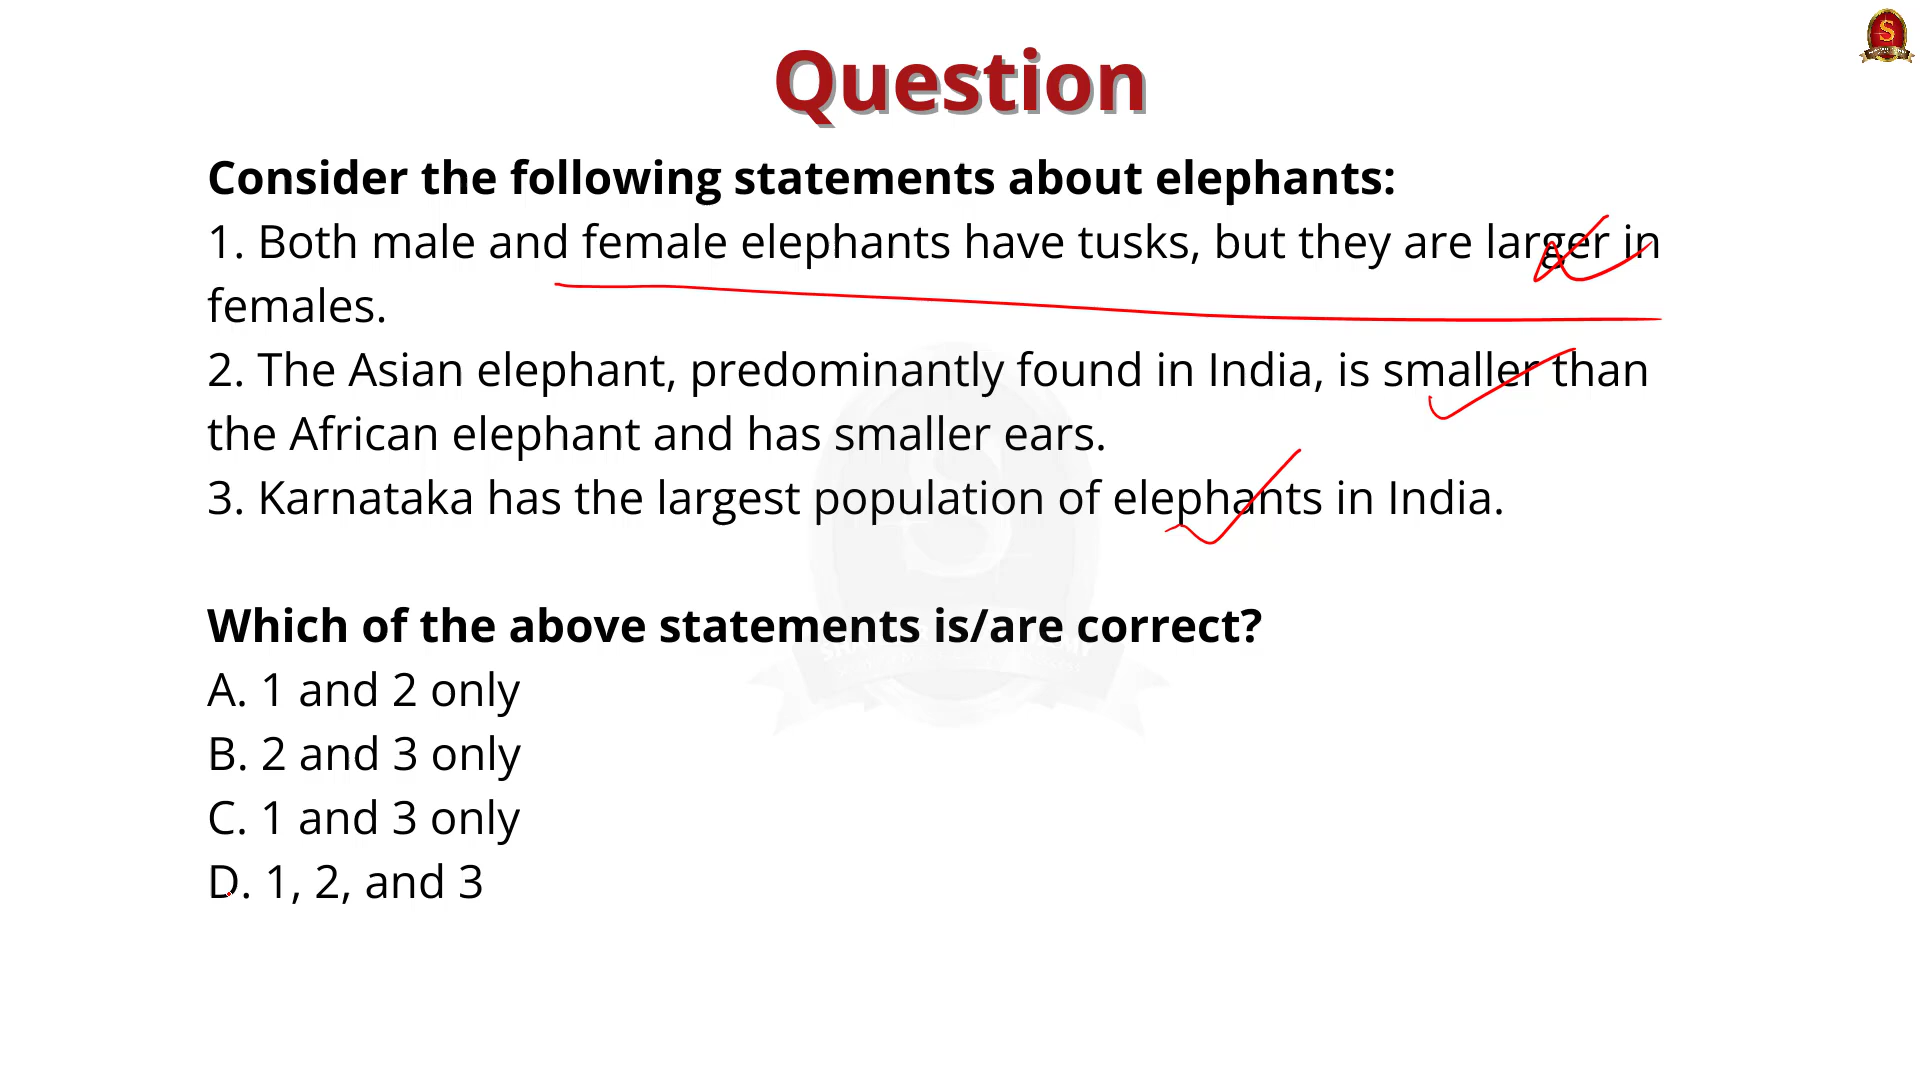 Question
Consider the following statements about elephants:
1. Both male and female elephants have tusks, but they are larger in
females.
2. The Asian elephant, predominantly found in India, is smaller than
the African elephant and has smaller ears.
3. Karnataka has the largest population of elephants in India.
Which of the above statements is/are correct?
A. 1 and 2 only
B. 2 and 3 only
C. 1 and 3 only
D. 1, 2, and 3